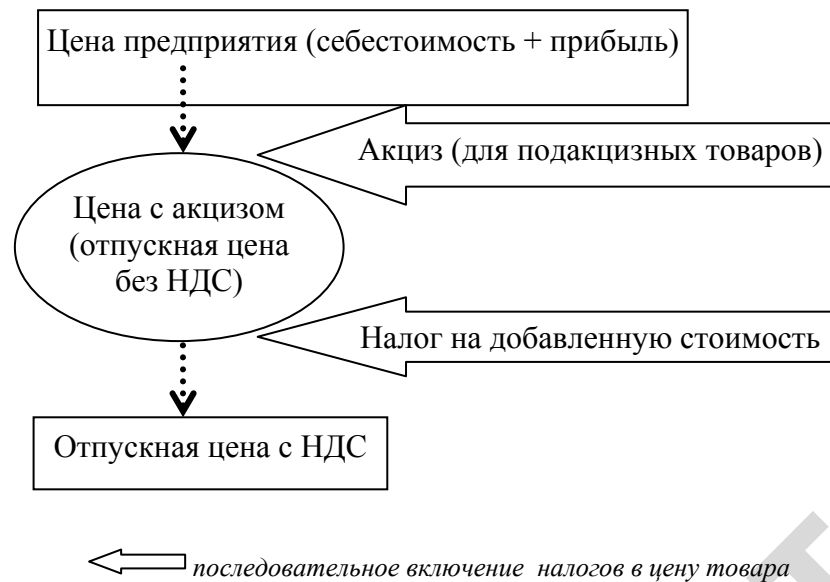 Цена предприятия (себестоимость + прибыль)
Акциз (для подакцизных товаров)
Цена с акцизом
(отпускная цена
без НДС)
Налог на добавленную стоимость
Отпускная цена с НДС
последовательное включение налогов в цену товара